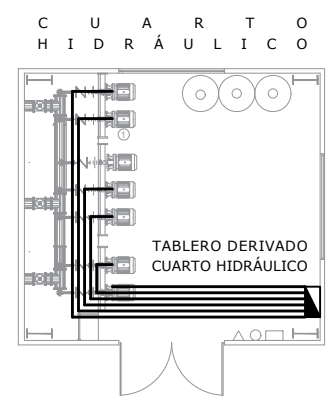 C U A R T O
H I D R Á U L I C O
1
TABLERO DERIVADO
CUARTO HIDRÁULICO